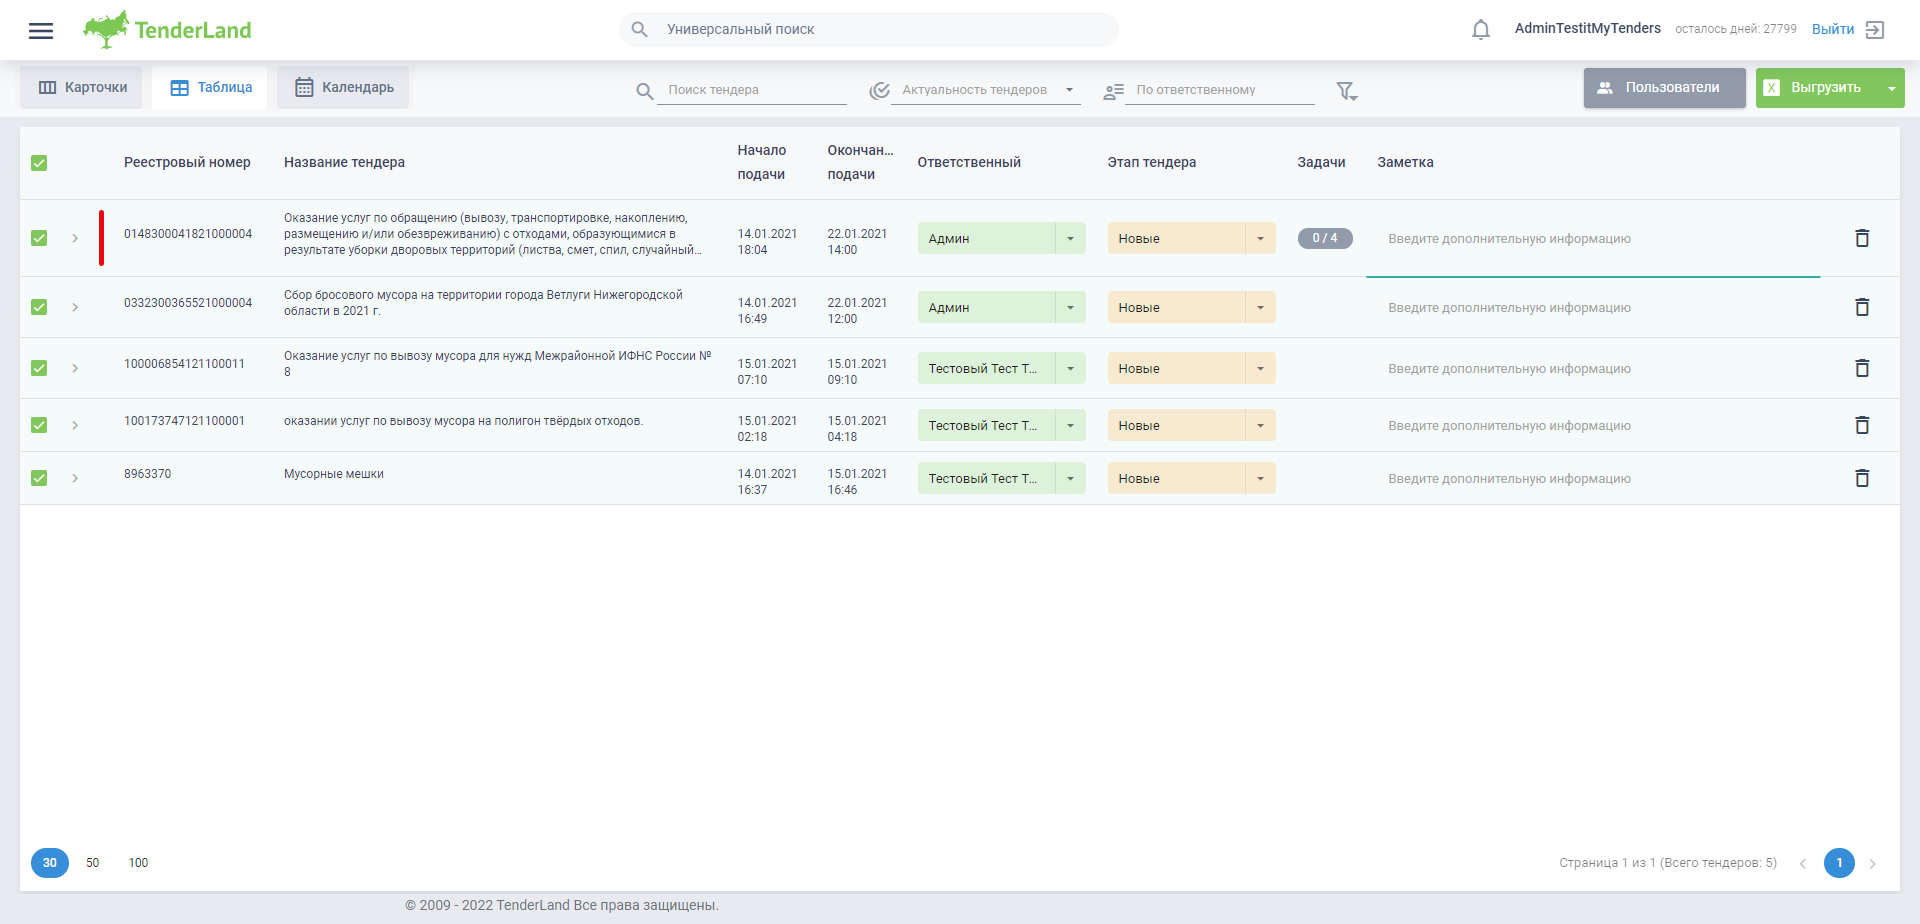 TenderLand
Универсальный поиск
AdminTestitMyTenders
осталось дней: 27799
Выйти
Карточки
Таблица
Календарь
Поиск тендера
Актуальность тендеров
По ответственному
Пользователи
X Выгрузить
Реестровый номер
Название тендера
Начало
подачи
Окончан...
подачи
Ответственный
Этап тендера
Задачи
Заметка
0148300041821000004
Оказание услуг по обращению (вывозу, транспортировке, накоплению,
размещению и/или обезвреживанию) с отходами, образующимися в
результате уборки дворовых территорий (листва, смет, спил, случайный...
14.01.2021
18:04
22.01.2021
14:00
Админ
Новые
0 / 4
Введите дополнительную информацию
0332300365521000004
Сбор бросового мусора на территории города Ветлуги Нижегородской
области в 2021 г.
14.01.2021
16:49
22.01.2021
12:00
Админ
Новые
Введите дополнительную информацию
100006854121100011
Оказание услуг по вывозу мусора для нужд Межрайонной ИФНС России №
8
15.01.2021
07:10
15.01.2021
09:10
Тестовый Тест Т...
Новые
Введите дополнительную информацию
100173747121100001
оказании услуг по вывозу мусора на полигон твёрдых отходов.
15.01.2021
02:18
15.01.2021
04:18
Тестовый Тест Т...
Новые
Введите дополнительную информацию
8963370
Мусорные мешки
14.01.2021
16:37
15.01.2021
16:46
Тестовый Тест Т...
Новые
Введите дополнительную информацию
30 50 100
Страница 1 из 1 (Всего тендеров: 5)
1
© 2009 - 2022 TenderLand Все права защищены.